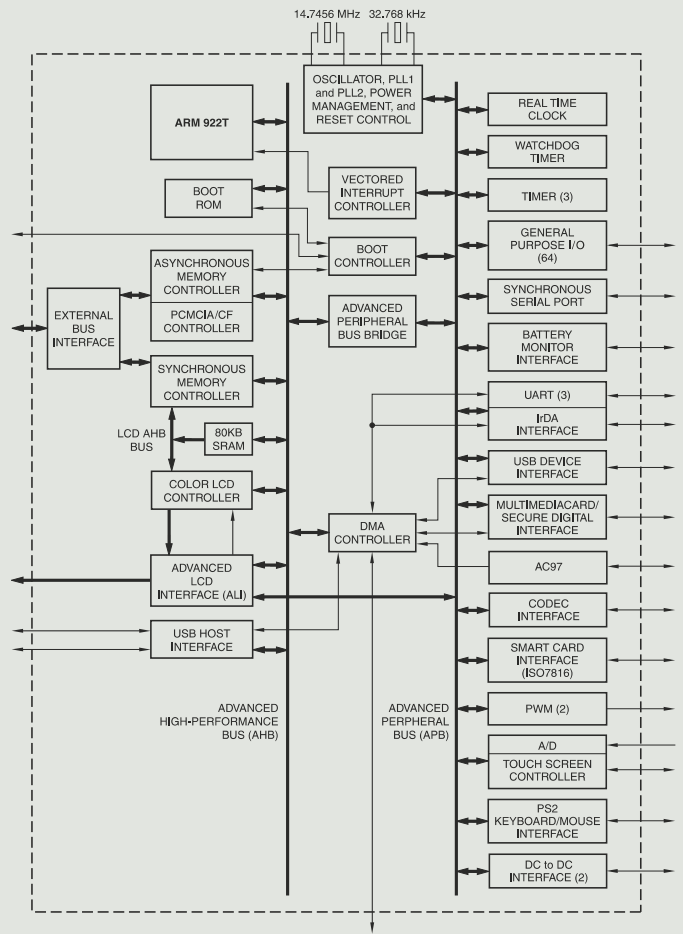 14.7456 MHz
32.768 kHz
OSCILLATOR, PLL1
and PLL2, POWER
MANAGEMENT, and
RESET CONTROL
ARM 922T
BOOT
ROM
VECTORED
INTERRUPT
CONTROLLER
BOOT
CONTROLLER
ASYNCHRONOUS
MEMORY
CONTROLLER
PCMCIA/CF
CONTROLLER
EXTERNAL
BUS
INTERFACE
ADVANCED
PERIPHERAL
BUS BRIDGE
SYNCHRONOUS
MEMORY
CONTROLLER
LCD AHB
BUS
80KB
SRAM
COLOR LCD
CONTROLLER
DMA
CONTROLLER
ADVANCED
LCD
INTERFACE (ALI)
USB HOST
INTERFACE
ADVANCED
HIGH-PERFORMANCE
BUS (AHB)
ADVANCED
PERPHERAL
BUS (APB)
REAL TIME
CLOCK
WATCHDOG
TIMER
TIMER (3)
GENERAL
PURPOSE I/O
(64)
SYNCHRONOUS
SERIAL PORT
BATTERY
MONITOR
INTERFACE
UART (3)
IrDA
INTERFACE
USB DEVICE
INTERFACE
MULTIMEDIACARD/
SECURE DIGITAL
INTERFACE
AC97
CODEC
INTERFACE
SMART CARD
INTERFACE
(ISO7816)
PWM (2)
A/D
TOUCH SCREEN
CONTROLLER
PS2
KEYBOARD/MOUSE
INTERFACE
DC to DC
INTERFACE (2)